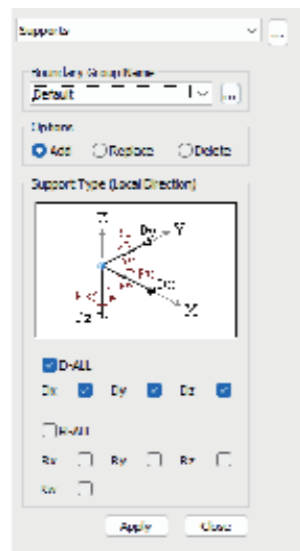 Supports
...
Boundary Group Name
Default
...
Options
Add Replace Delete
Support Type (Local Direction)
Z
Y
X
D-ALL
Dx Dy Dz
R-ALL
Rx Ry Rz
Rw
Apply Close